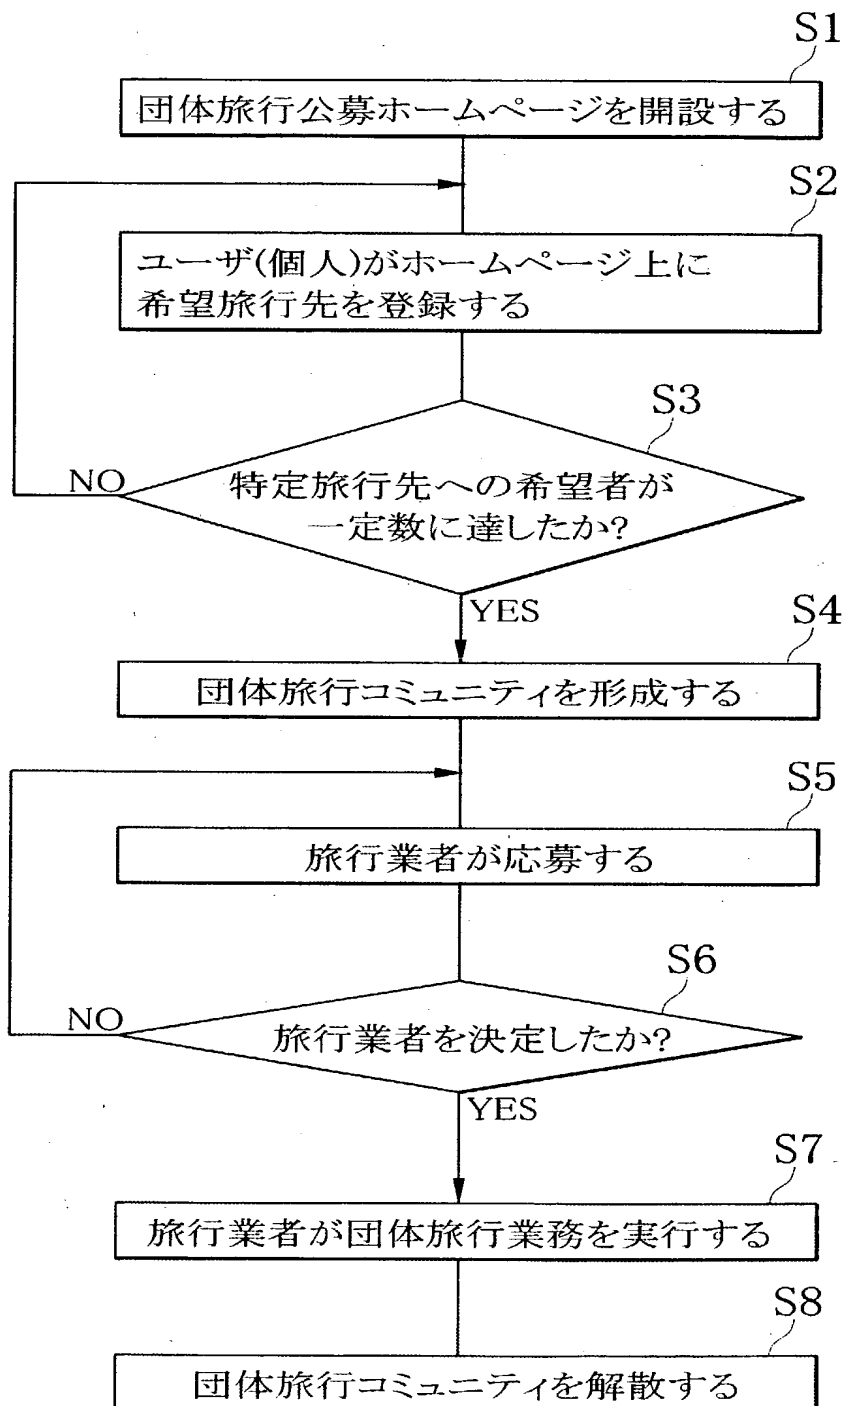 S1
団体旅行公募ホームページを開設する
S2
ユーザ(個人)がホームページ上に
希望旅行先を登録する
S3
特定旅行先への希望者が
一定数に達したか?
NO
YES
S4
団体旅行コミュニティを形成する
S5
旅行業者が応募する
S6
旅行業者を決定したか?
NO
YES
S7
旅行業者が団体旅行業務を実行する
S8
団体旅行コミュニティを解散する